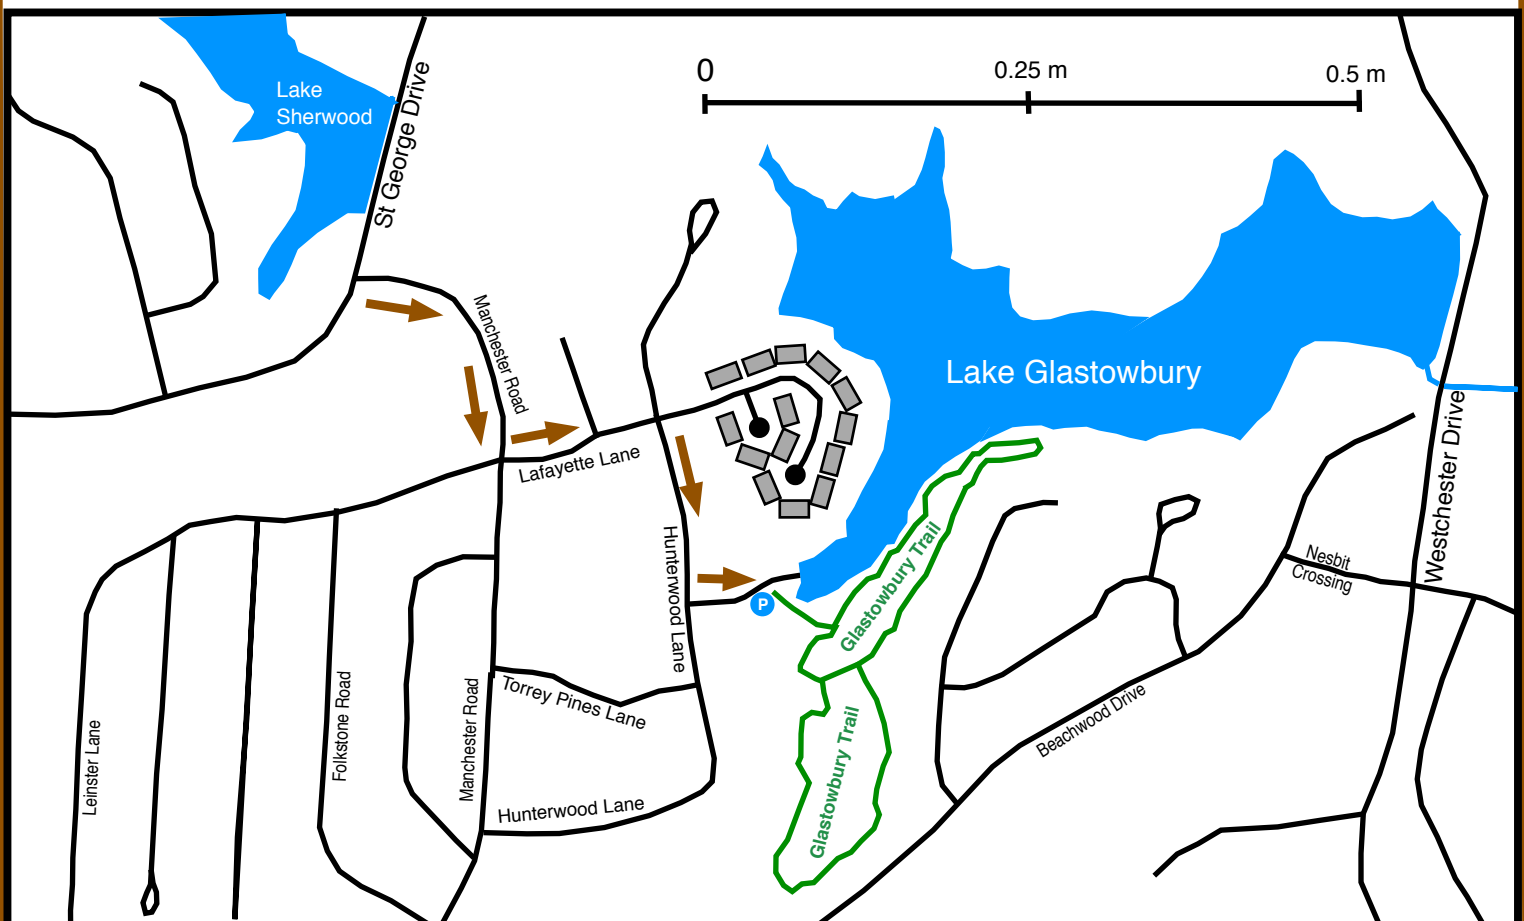 0
0.25 m
0.5 m
Lake
Sherwood
St George Drive
Manchester Road
Lafayette Lane
Lake Glastowbury
Westchester Drive
Nesbit
Crossing
Hunterwood Lane
P
Glastowbury Trail
Torrey Pines Lane
Leinster Lane
Folkstone Road
Manchester Road
Hunterwood Lane
Glastowbury Trail
Beachwood Drive